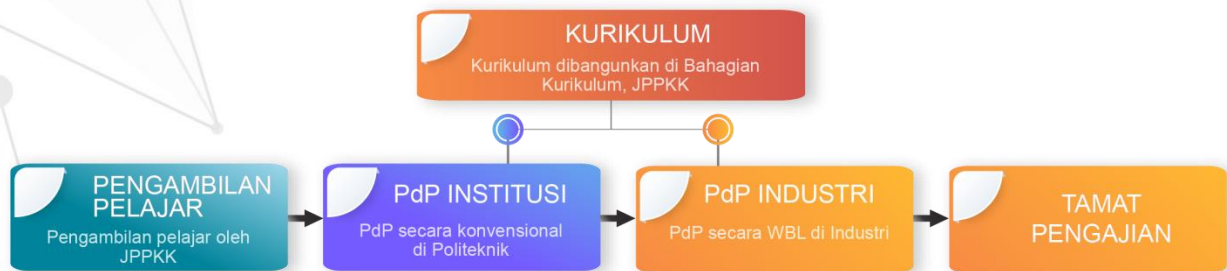 KURIKULUM
Kurikulum dibangunkan di Bahagian
Kurikulum, JPPKK
PENGAMBILAN
PELAJAR
Pengambilan pelajar oleh
JPPKK
PdP INSTITUSI
PdP secara konvensional
di Politeknik
PdP INDUSTRI
PdP secara WBL di Industri
TAMAT
PENGAJIAN